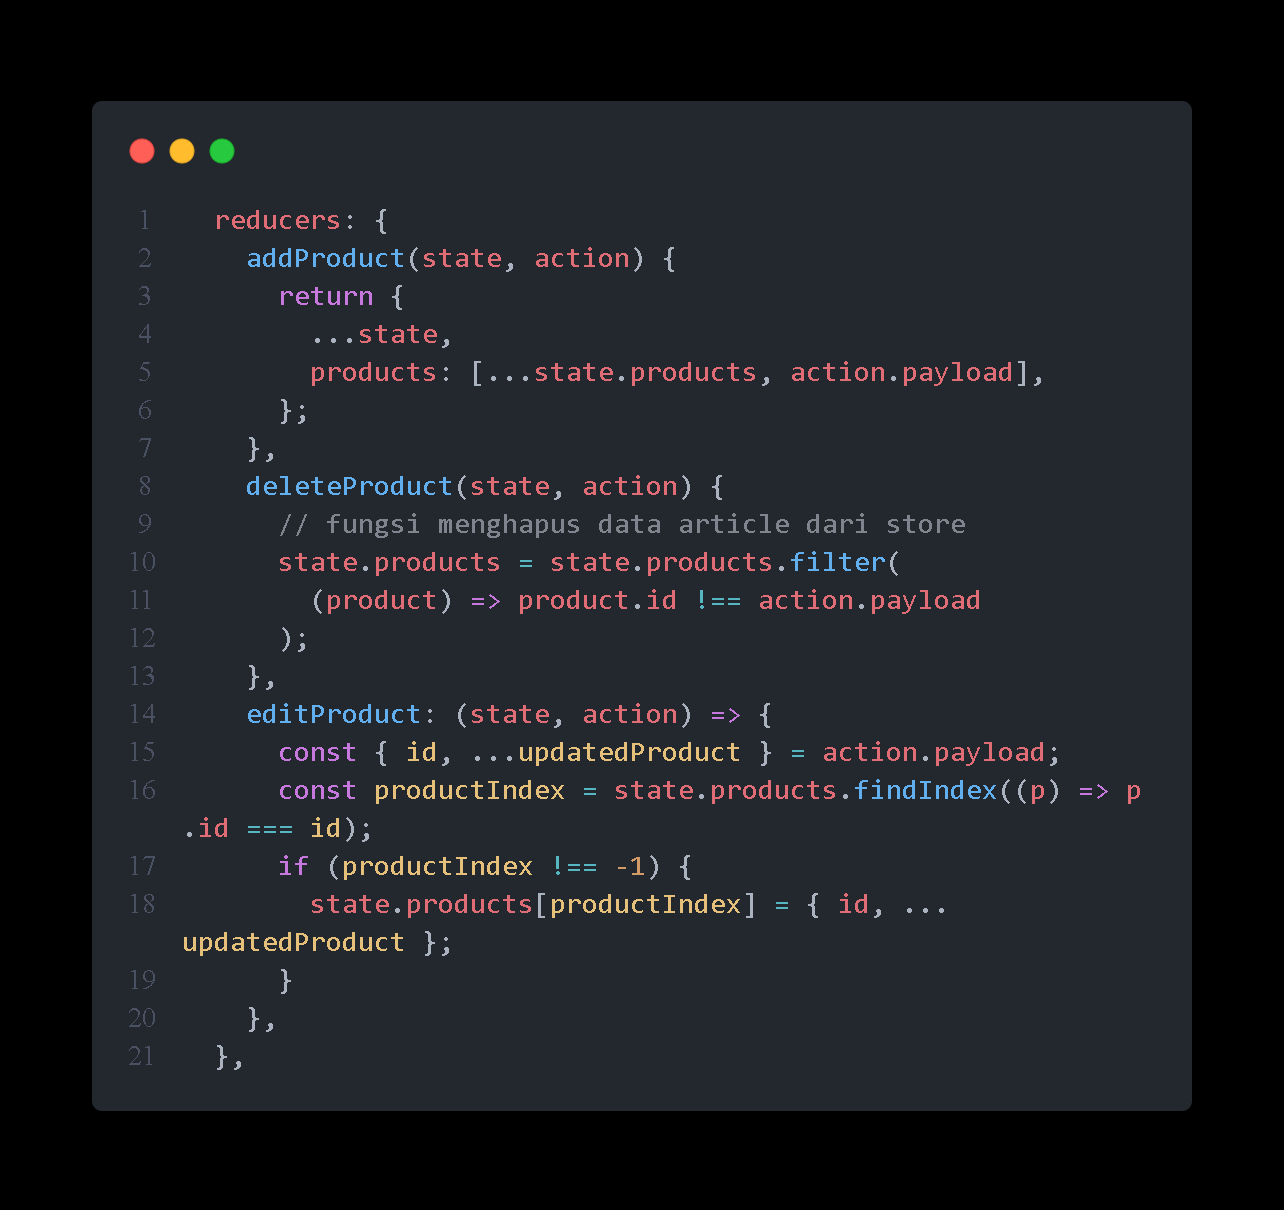 1 reducers: {
2 addProduct(state, action) {
3 return {
4 ...state,
5 products: [...state.products, action.payload],
6 };
7 },
8 deleteProduct(state, action) {
9 // fungsi menghapus data article dari store
10 state.products = state.products.filter(
11 (product) => product.id !== action.payload
12 );
13 },
14 editProduct: (state, action) => {
15 const { id, ...updatedProduct } = action.payload;
16 const productIndex = state.products.findIndex((p) => p
.id === id);
17 if (productIndex !== -1) {
18 state.products[productIndex] = { id, ...
updatedProduct };
19 }
20 },
21 },